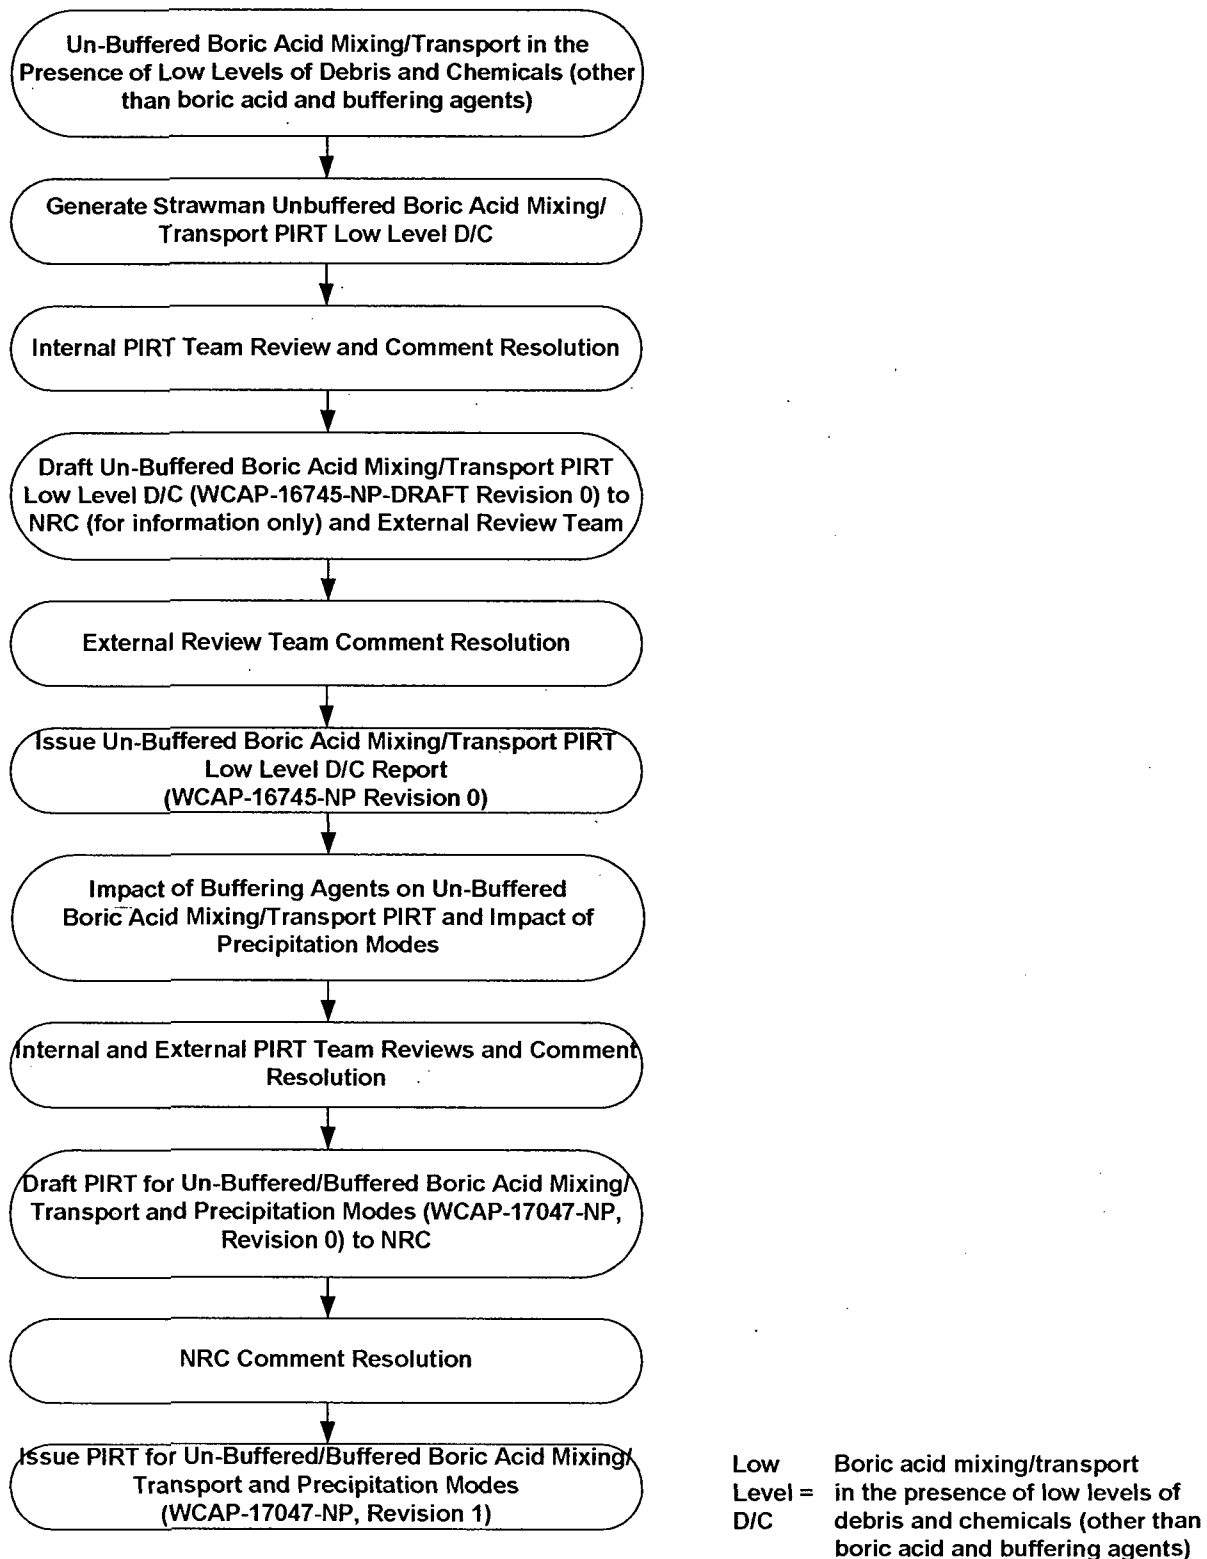 Un-Buffered Boric Acid Mixing/Transport in the
Presence of Low Levels of Debris and Chemicals (other
than boric acid and buffering agents)
Generate Strawman Unbuffered Boric Acid Mixing/
Transport PIRT Low Level D/C
Internal PIRT Team Review and Comment Resolution
Draft Un-Buffered Boric Acid Mixing/Transport PIRT
Low Level D/C (WCAP-16745-NP-DRAFT Revision 0) to
NRC (for information only) and External Review Team
External Review Team Comment Resolution
Issue Un-Buffered Boric Acid Mixing/Transport PIRT
Low Level D/C Report
(WCAP-16745-NP Revision 0)
Impact of Buffering Agents on Un-Buffered
Boric Acid Mixing/Transport PIRT and Impact of
Precipitation Modes
Internal and External PIRT Team Reviews and Comment
Resolution
Draft PIRT for Un-Buffered/Buffered Boric Acid Mixing/
Transport and Precipitation Modes (WCAP-17047-NP,
Revision 0) to NRC
NRC Comment Resolution
Issue PIRT for Un-Buffered/Buffered Boric Acid Mixing/
Transport and Precipitation Modes
(WCAP-17047-NP, Revision 1)
Low Boric acid mixing/transport
Level = in the presence of low levels of
D/C debris and chemicals (other than
boric acid and buffering agents)